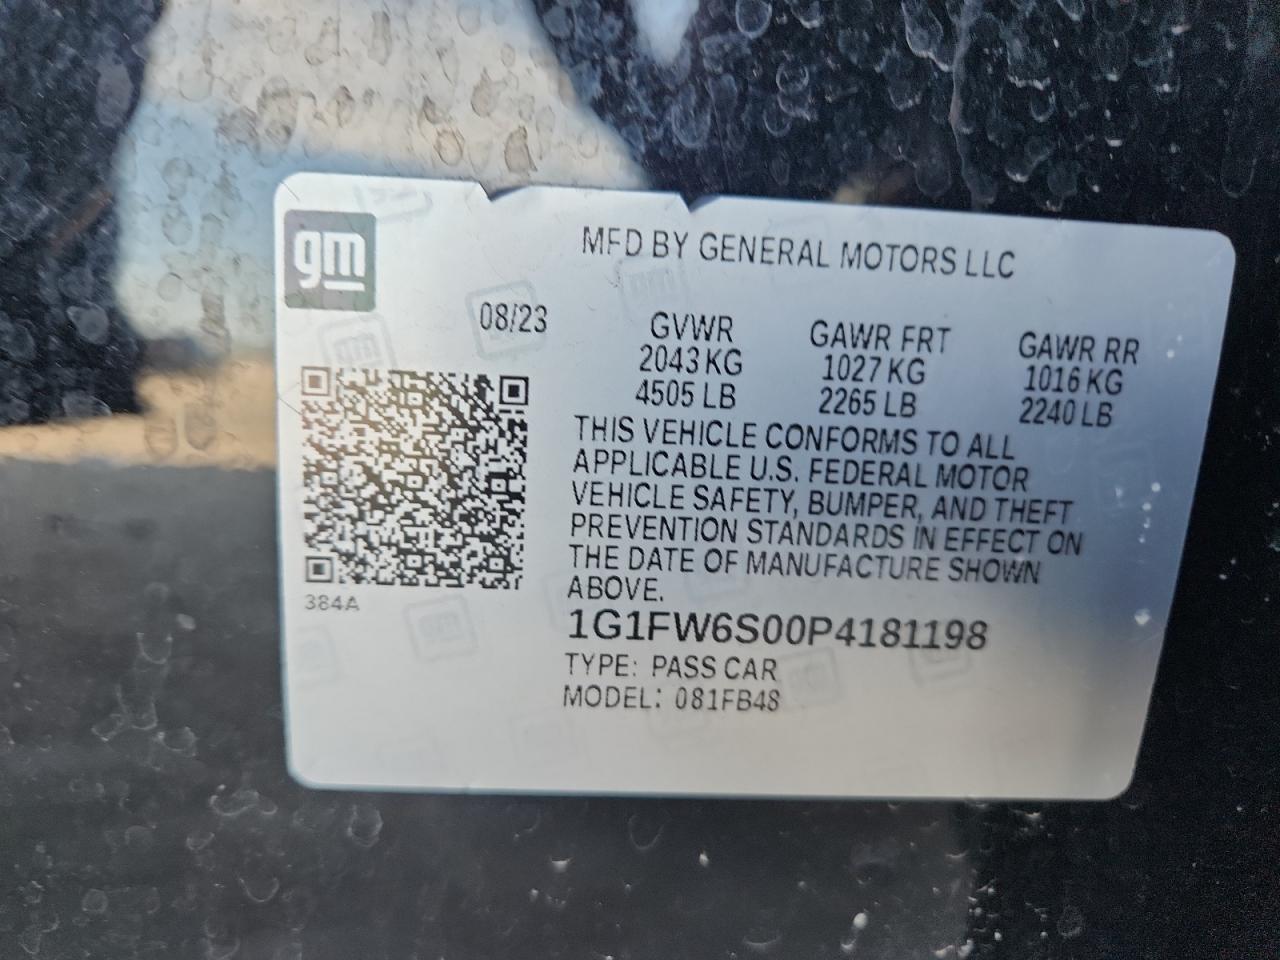 gm
MFD BY GENERAL MOTORS LLC
08/23
GVWR GAWR FRT GAWR RR
2043 KG 1027 KG 1016 KG
4505 LB 2265 LB 2240 LB
THIS VEHICLE CONFORMS TO ALL
APPLICABLE U.S. FEDERAL MOTOR
VEHICLE SAFETY, BUMPER, AND THEFT
PREVENTION STANDARDS IN EFFECT ON
THE DATE OF MANUFACTURE SHOWN
ABOVE.
384A
1G1FW6S00P4181198
TYPE: PASS CAR
MODEL: 081FB48